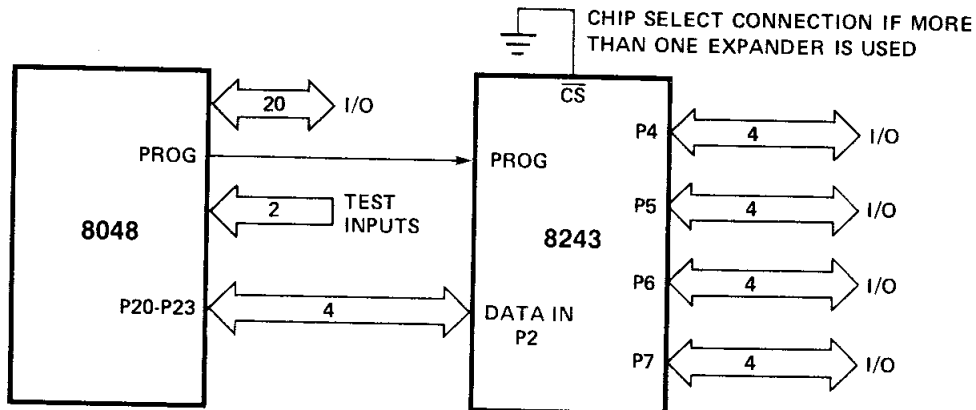 CHIP SELECT CONNECTION IF MORE
THAN ONE EXPANDER IS USED
CS
20
I/O
PROG
PROG
2
TEST
INPUTS
8048
8243
P20-P23
4
DATA IN
P2
P4
4
I/O
P5
4
I/O
P6
4
I/O
P7
4
I/O